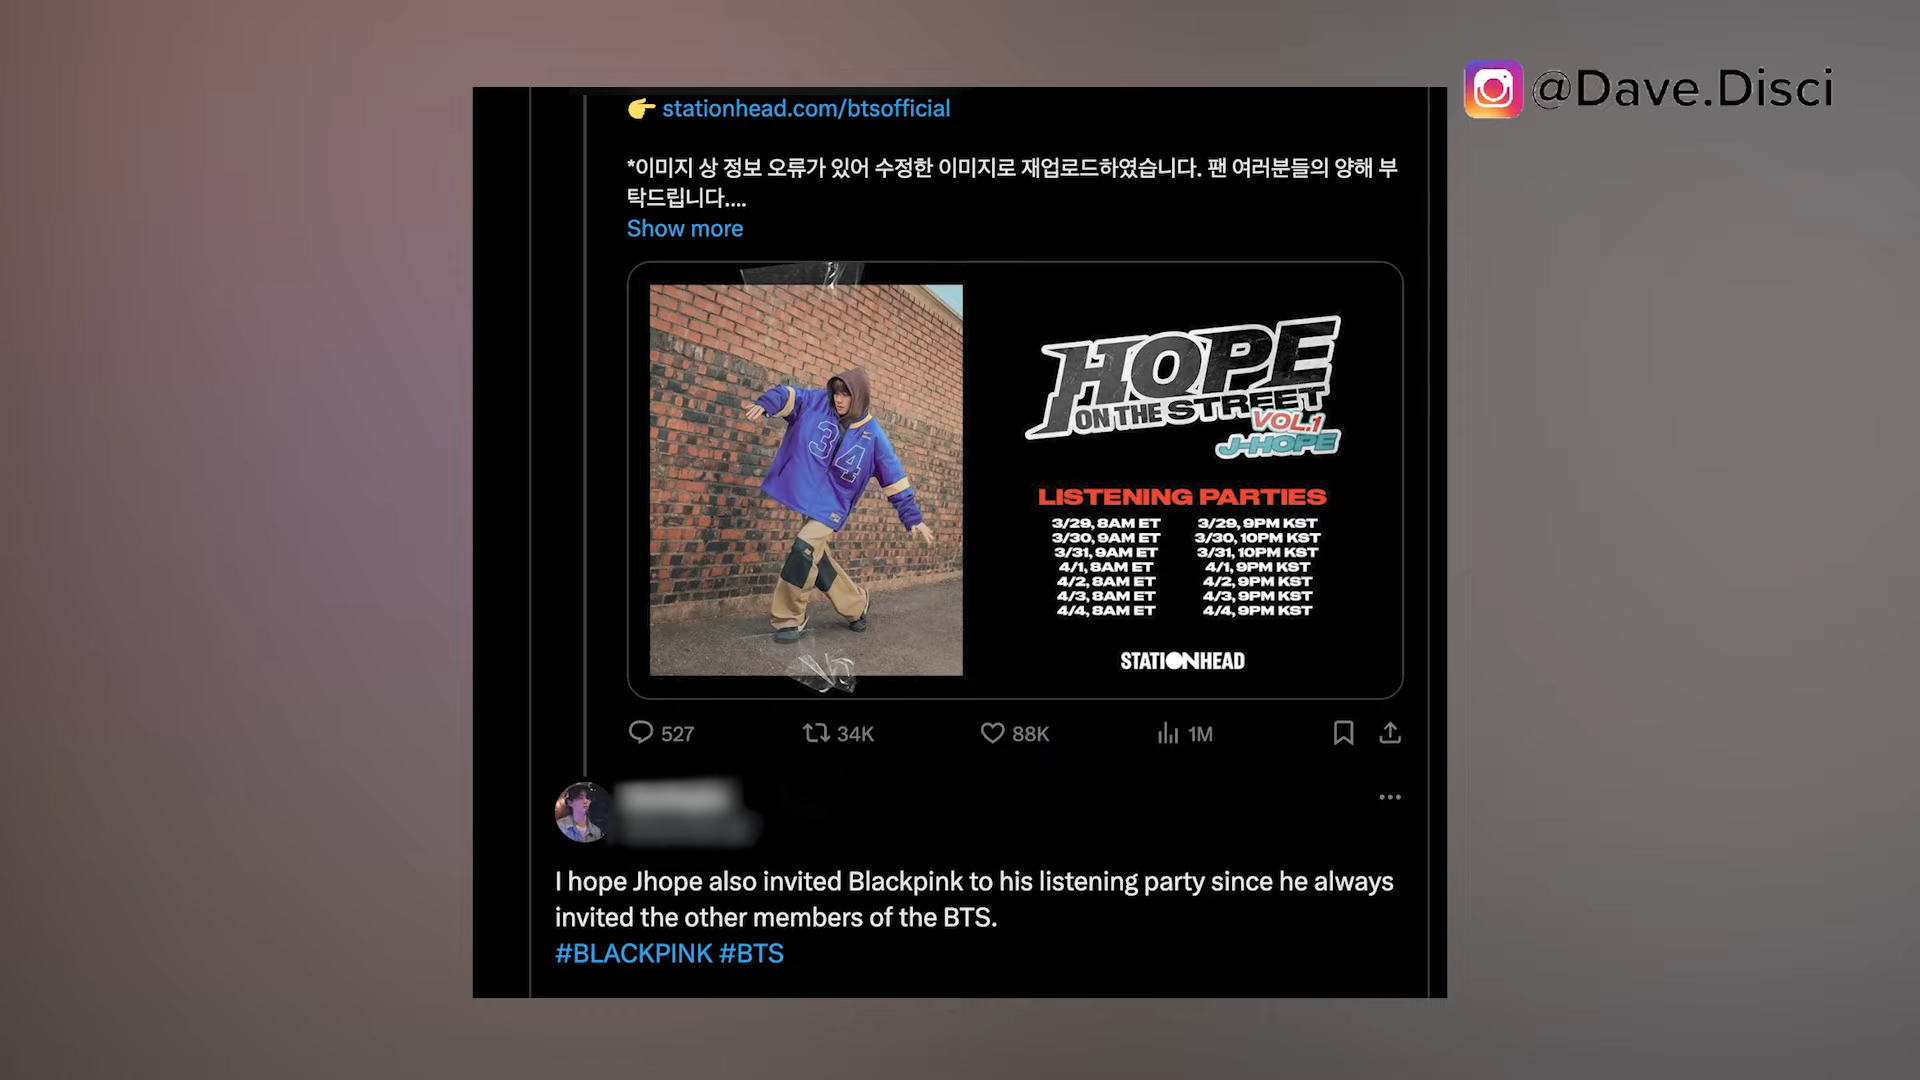 @Dave.Disci
stationhead.com/btsofficial
*이미지 상 정보 오류가 있어 수정한 이미지로 재업로드하였습니다. 팬 여러분들의 양해 부
탁드립니다....
Show more
34
HOPE
ON THE STREET
VOL.1
J-HOPE
LISTENING PARTIES
3/29, 8AM ET 3/29, 9PM KST
3/30, 9AM ET 3/30, 10PM KST
3/31, 9AM ET 3/31, 10PM KST
4/1, 8AM ET 4/1, 9PM KST
4/2, 8AM ET 4/2, 9PM KST
4/3, 8AM ET 4/3, 9PM KST
4/4, 8AM ET 4/4, 9PM KST
STATIONHEAD
527 34K 88K 1M
I hope Jhope also invited Blackpink to his listening party since he always
invited the other members of the BTS.
#BLACKPINK #BTS